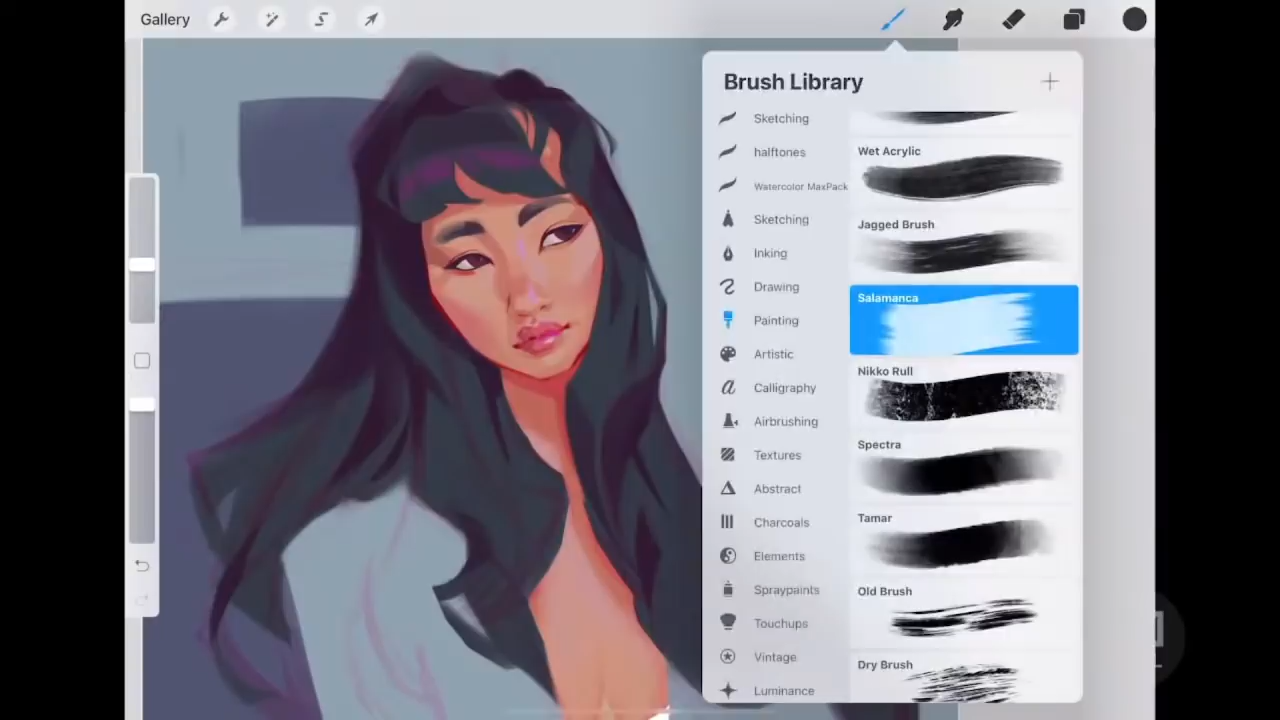 Gallery
Brush Library
Sketching
halftones
Watercolor MaxPack
Sketching
Inking
Drawing
Painting
Artistic
Calligraphy
Airbrushing
Textures
Abstract
Charcoals
Elements
Spraypaints
Touchups
Vintage
Luminance
Wet Acrylic
Jagged Brush
Salamanca
Nikko Rull
Spectra
Tamar
Old Brush
Dry Brush